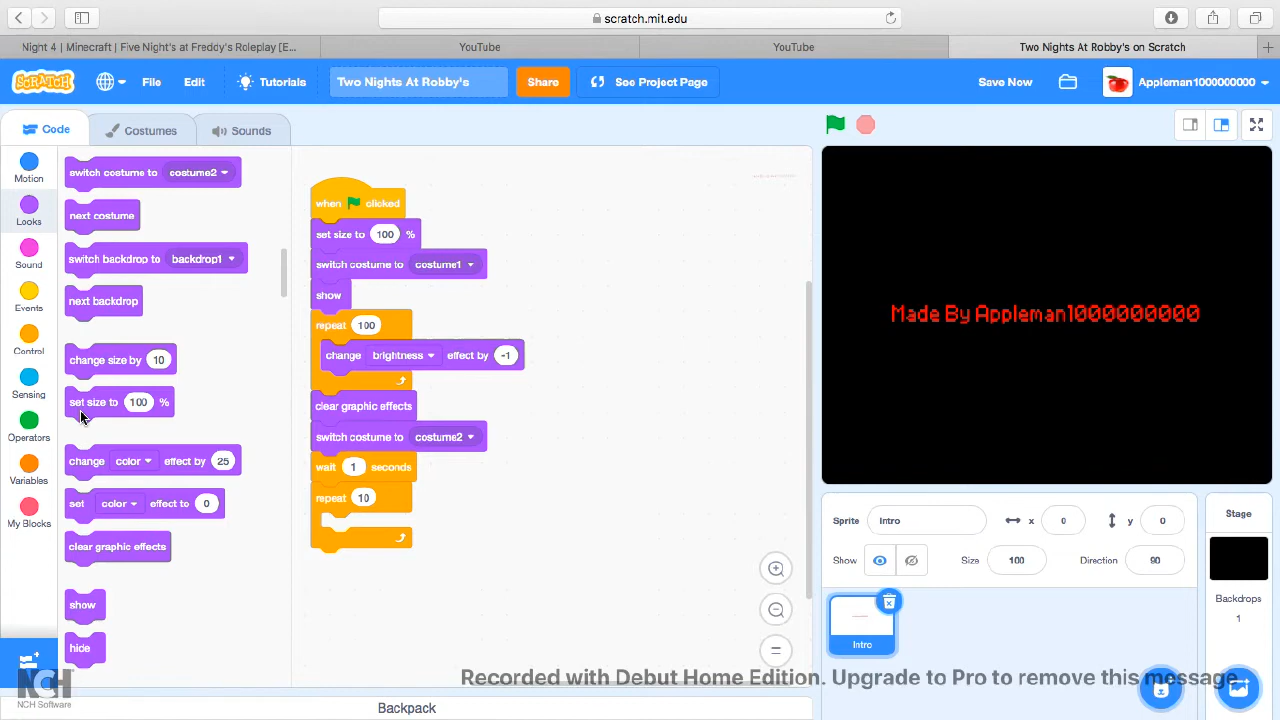 scratch.mit.edu
Night 4 | Minecraft | Five Night's at Freddy's Roleplay [E...
YouTube
YouTube
Two Nights At Robby's on Scratch
SCRATCH
File
Edit
Tutorials
Two Nights At Robby's
Share
See Project Page
Save Now
Appleman1000000000
Code
Costumes
Sounds
Motion
Looks
Sound
Events
Control
Sensing
Operators
Variables
My Blocks
switch costume to costume2
next costume
switch backdrop to backdrop1
next backdrop
change size by 10
set size to 100 %
change color effect by 25
set color effect to 0
clear graphic effects
show
hide
when clicked
set size to 100 %
switch costume to costume1
show
repeat 100
change brightness effect by -1
clear graphic effects
switch costume to costume2
wait 1 seconds
repeat 10
Made By Appleman1000000000
Sprite Intro x 0 y 0
Show Size 100 Direction 90
Intro
Stage
Backdrops
1
Backpack
NCH
NCH Software
Recorded with Debut Home Edition. Upgrade to Pro to remove this message.